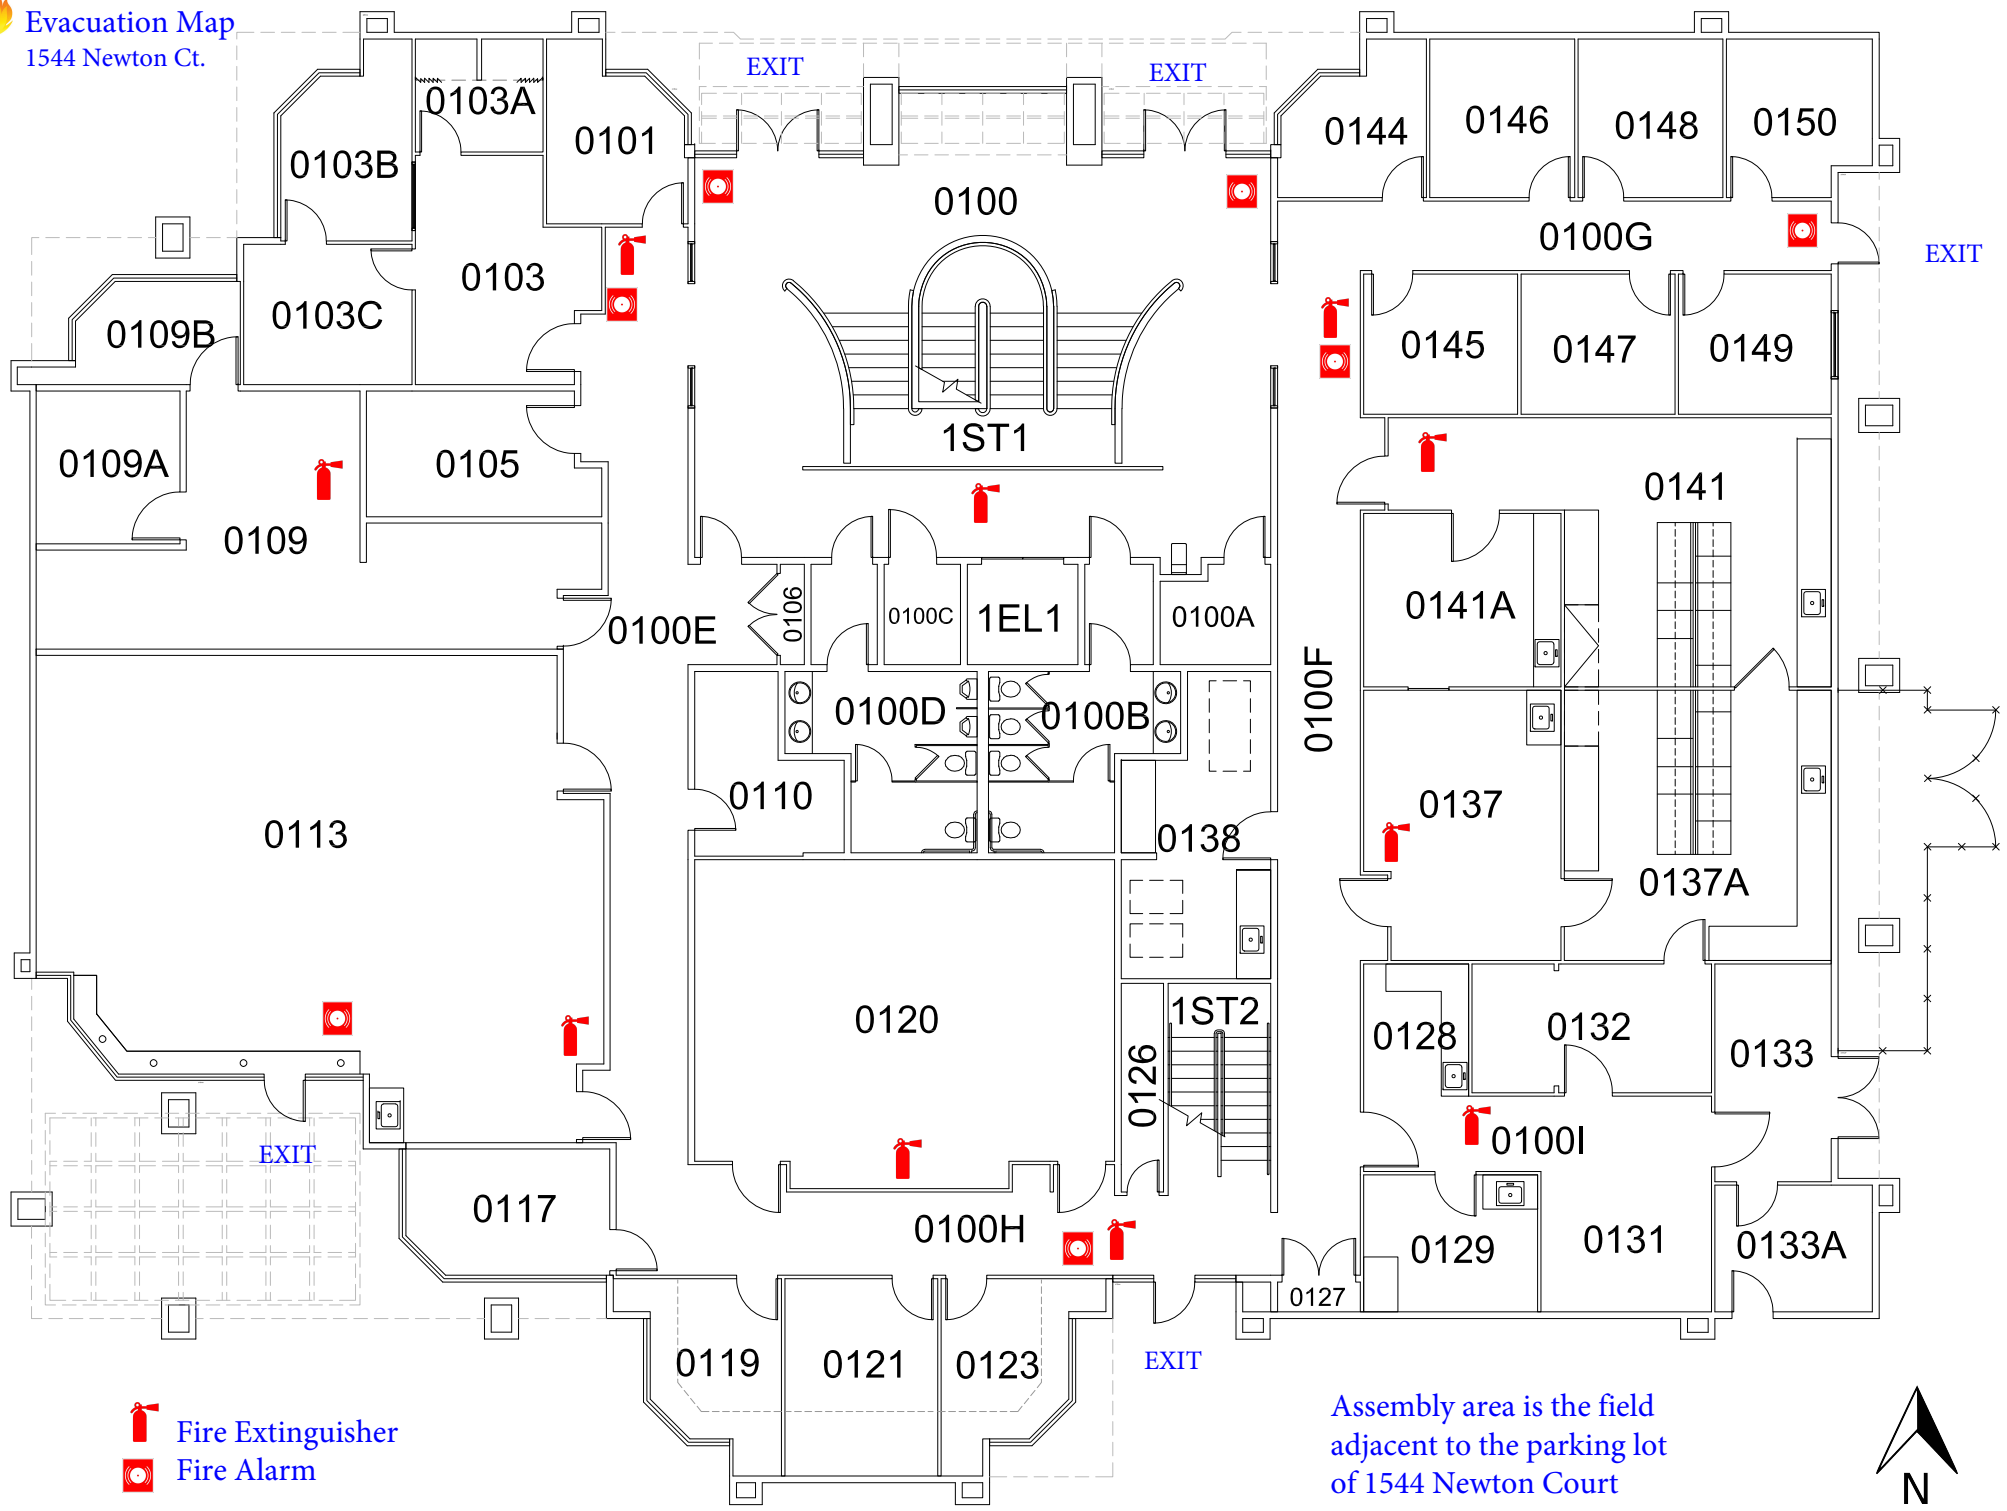 Evacuation Map
1544 Newton Ct.
EXIT
EXIT
0103A
0101
0103B
0144
0146
0148
0150
0100
0100G
EXIT
0103
0103C
0109B
0145
0147
0149
1ST1
0109A
0105
0141
0109
0100E
0106
0100C
1EL1
0100A
0141A
0100F
0100D
0100B
0110
0138
0137
0113
0137A
0120
1ST2
0126
0128
0132
0133
EXIT
0100I
0117
0100H
0129
0131
0133A
0127
0119
0121
0123
EXIT
Fire Extinguisher
Fire Alarm
Assembly area is the field
adjacent to the parking lot
of 1544 Newton Court
N